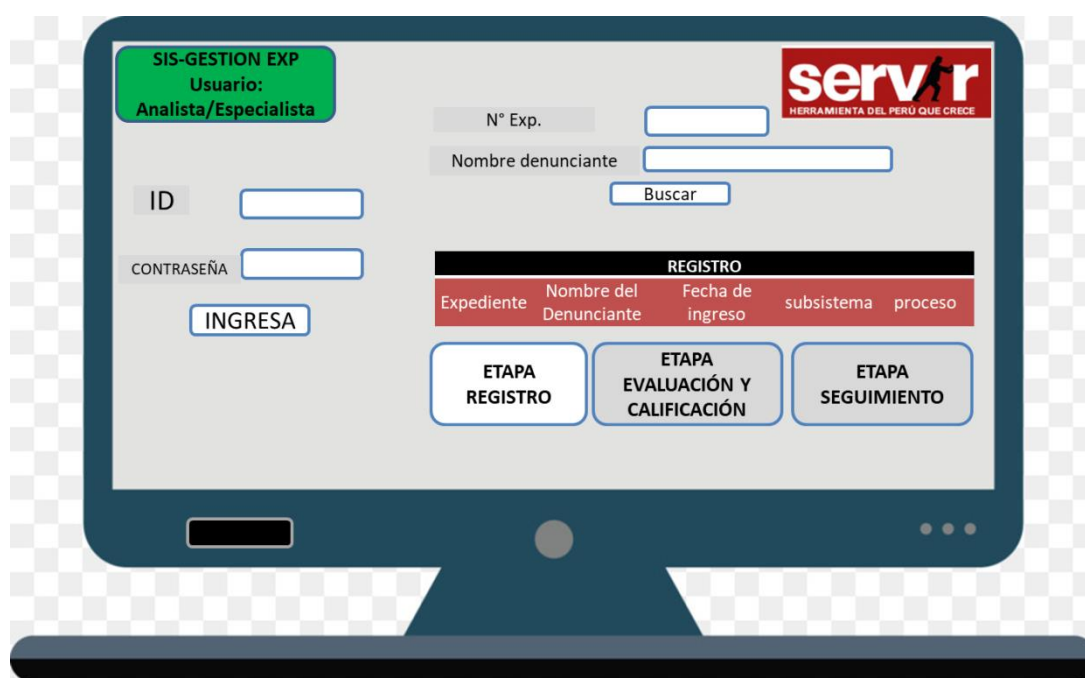 SIS-GESTION EXP
Usuario:
Analista/Especialista
servir
HERRAMIENTA DEL PERÚ QUE CRECE
N° Exp.
Nombre denunciante
Buscar
ID
CONTRASEÑA
INGRESA
REGISTRO
Expediente Nombre del Denunciante Fecha de ingreso subsistema proceso
ETAPA
REGISTRO
ETAPA
EVALUACIÓN Y
CALIFICACIÓN
ETAPA
SEGUIMIENTO